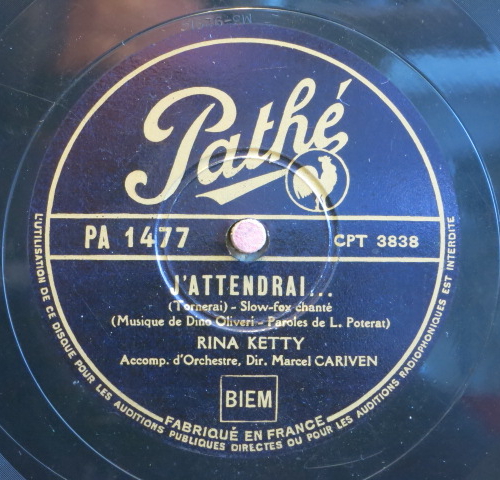 Pathé
PA 1477
CPT 3838
J'ATTENDRAI...
(Tornerai) - Slow-fox chanté
(Musique de Dino Oliveri - Paroles de L. Poterat)
RINA KETTY
Accomp. d'Orchestre, Dir. Marcel CARIVEN
BIEM
FABRIQUÉ EN FRANCE
L'UTILISATION DE CE DISQUE POUR LES AUDITIONS PUBLIQUES DIRECTES OU POUR LES AUDITIONS RADIOPHONIQUES EST INTERDITE